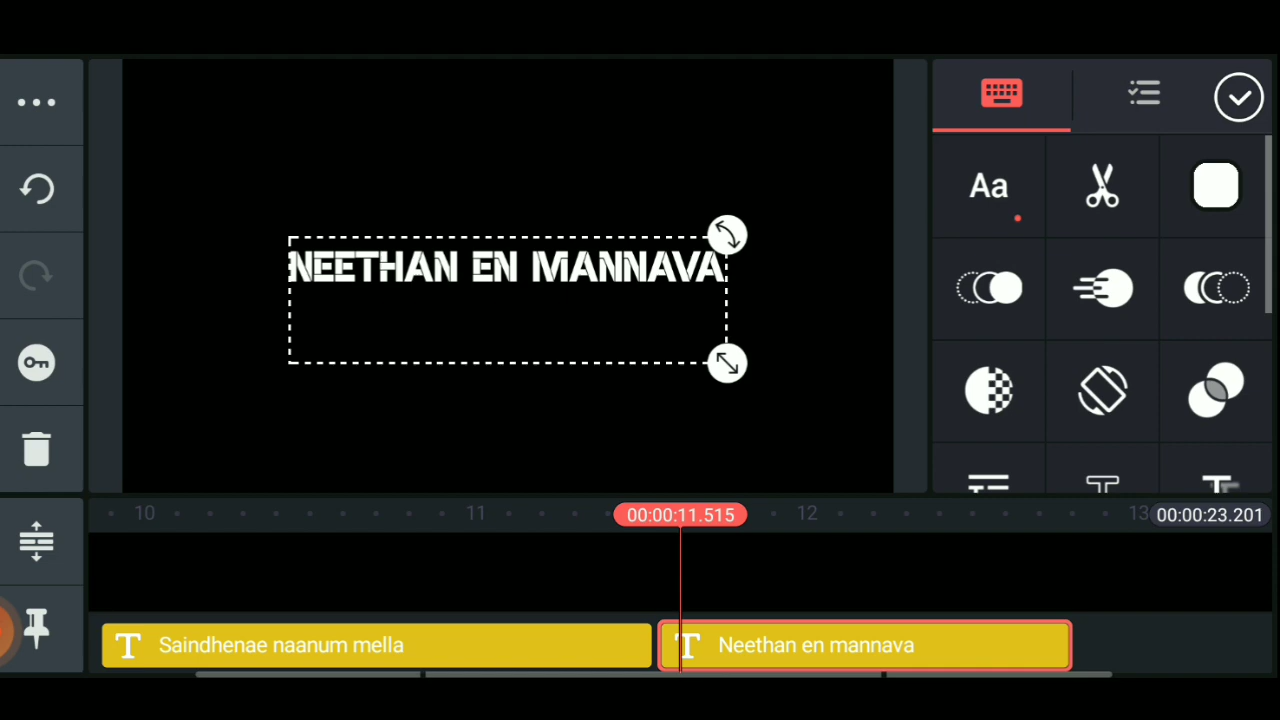 NEETHAN EN MANNAVA
Aa
10
11
00:00:11.515
12
13
00:00:23.201
T Saindhenae naanum mella
T Neethan en mannava